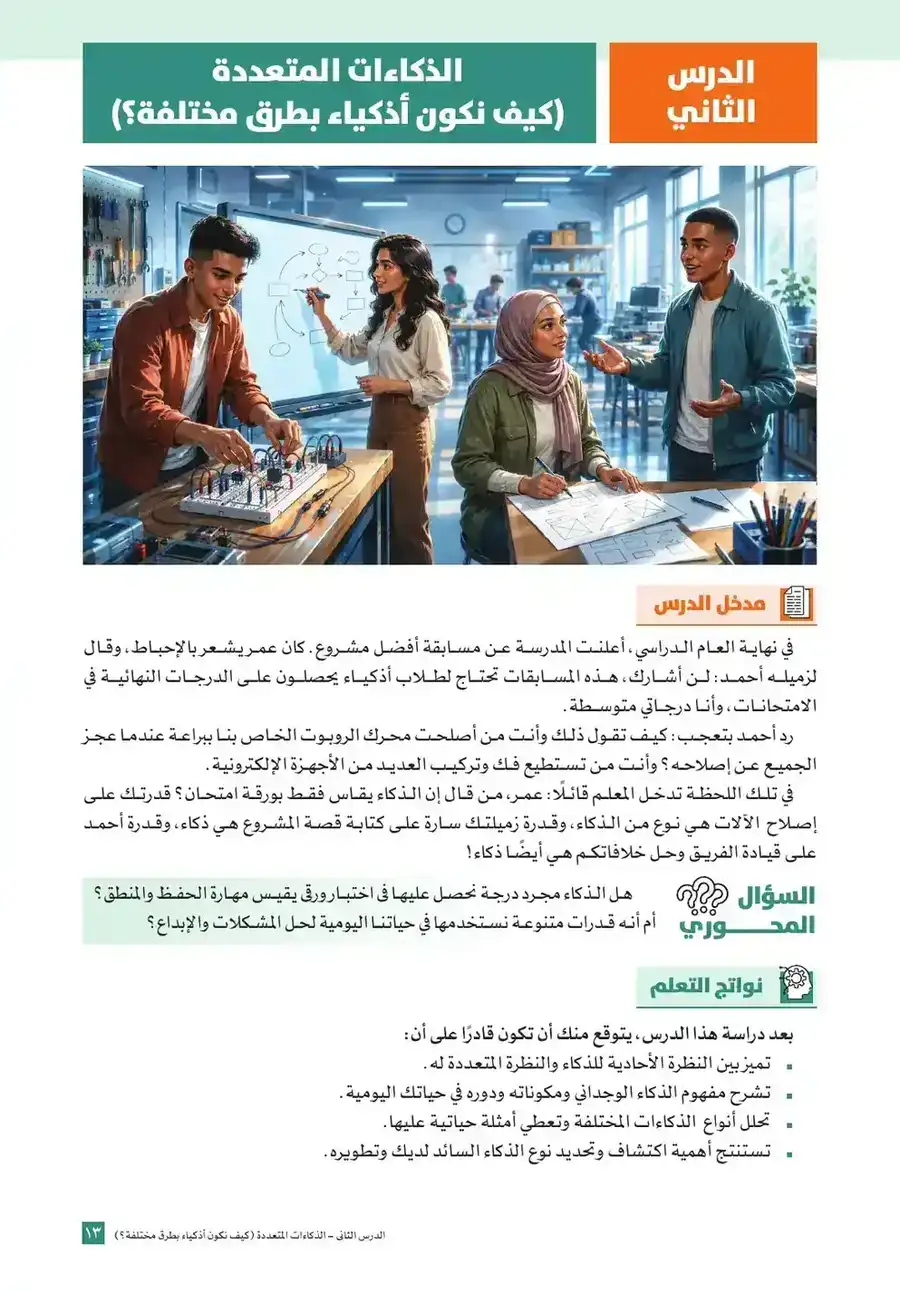 الدرس
الثاني
الذكاءات المتعددة
(كيف نكون أذكياء بطرق مختلفة؟)
مدخل الدرس
في نهاية العام الدراسي، أعلنت المدرسة عن مسابقة أفضل مشروع. كان عمر يشعر بالإحباط، وقال
لزميله أحمد: لن أشارك، هذه المسابقات تحتاج لطلاب أذكياء يحصلون على الدرجات النهائية في
الامتحانات، وأنا درجاتي متوسطة.
رد أحمد بتعجب: كيف تقول ذلك وأنت من أصلحت محرك الروبوت الخاص بنا ببراعة عندما عجز
الجميع عن إصلاحه؟ وأنت من تستطيع فك وتركيب العديد من الأجهزة الإلكترونية.
في تلك اللحظة تدخل المعلم قائلًا: عمر، من قال إن الذكاء يقاس فقط بورقة امتحان؟ قدرتك على
إصلاح الآلات هي نوع من الذكاء، وقدرة زميلتك سارة على كتابة قصة المشروع هي ذكاء، وقدرة أحمد
على قيادة الفريق وحل خلافاتكم هي أيضًا ذكاء!
السؤال
المحـــوري
هل الذكاء مجرد درجة نحصل عليها فى اختبار ورقى يقيس مهارة الحفظ والمنطق؟
أم أنه قدرات متنوعة نستخدمها في حياتنا اليومية لحل المشكلات والإبداع؟
نواتج التعلم
بعد دراسة هذا الدرس، يتوقع منك أن تكون قادرًا على أن:
▪ تميز بين النظرة الأحادية للذكاء والنظرة المتعددة له.
▪ تشرح مفهوم الذكاء الوجداني ومكوناته ودوره في حياتك اليومية.
▪ تحلل أنواع الذكاءات المختلفة وتعطي أمثلة حياتية عليها.
▪ تستنتج أهمية اكتشاف وتحديد نوع الذكاء السائد لديك وتطويره.
الدرس الثانى - الذكاءات المتعددة (كيف نكون أذكياء بطرق مختلفة؟) ١٣